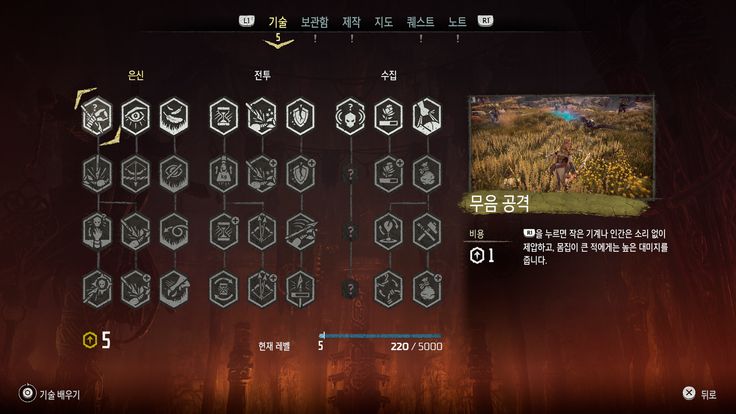 L1 기술 보관함 제작 지도 퀘스트 노트 R1
5 ! ! ! !
은신 전투 수집
?
? ?
?
?
무음 공격
비용
1
R1을 누르면 작은 기계나 인간은 소리 없이
제압하고, 몸집이 큰 적에게는 높은 대미지를
줍니다.
5
현재 레벨 5 220 / 5000
기술 배우기
뒤로